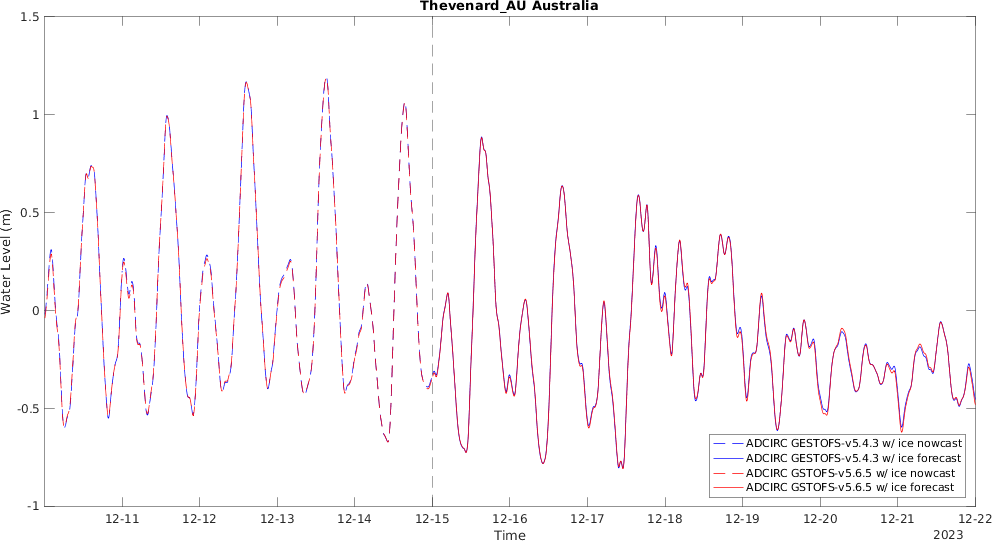 Thevenard_AU Australia
1.5
1
0.5
0
-0.5
-1
Water Level (m)
12-11
12-12
12-13
12-14
12-15
12-16
12-17
12-18
12-19
12-20
12-21
12-22
Time
2023
ADCIRC GESTOFS-v5.4.3 w/ ice nowcast
ADCIRC GESTOFS-v5.4.3 w/ ice forecast
ADCIRC GSTOFS-v5.6.5 w/ ice nowcast
ADCIRC GSTOFS-v5.6.5 w/ ice forecast